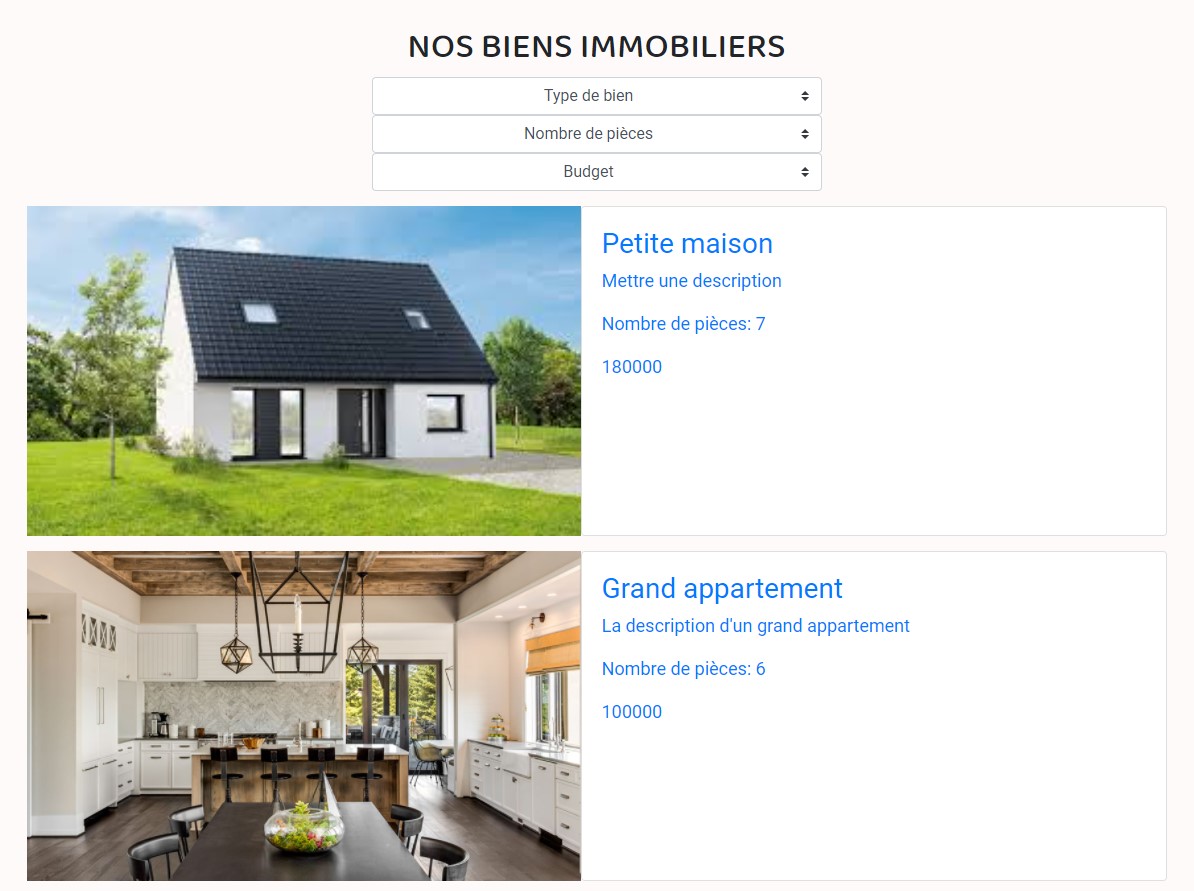 NOS BIENS IMMOBILIERS
Type de bien
Nombre de pièces
Budget
Petite maison
Mettre une description
Nombre de pièces: 7
180000
Grand appartement
La description d'un grand appartement
Nombre de pièces: 6
100000